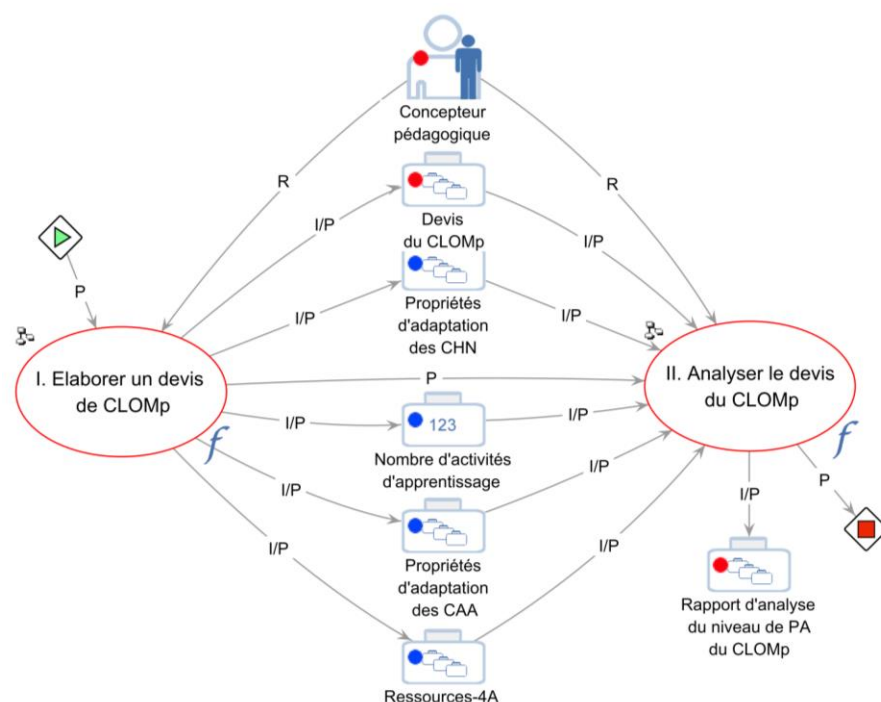 Concepteur
pédagogique
R
R
I/P
Devis
du CLOMp
I/P
P
I/P
Propriétés
d'adaptation
des CHN
I/P
I. Elaborer un devis
de CLOMp
P
II. Analyser le devis
du CLOMp
I/P
123
I/P
Nombre d'activités
d'apprentissage
f
f
I/P
I/P
I/P
P
Propriétés
d'adaptation
des CAA
I/P
I/P
Rapport d'analyse
du niveau de PA
du CLOMp
Ressources-4A